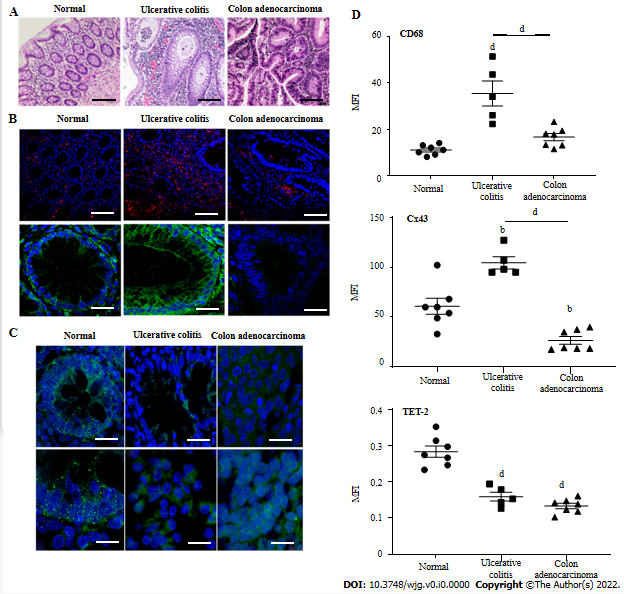 A
Normal
Ulcerative colitis
Colon adenocarcinoma
B
Normal
Ulcerative colitis
Colon adenocarcinoma
C
Normal
Ulcerative colitis
Colon adenocarcinoma
D
CD68
MFI
60
40
20
0
d
d
Normal
Ulcerative
colitis
Colon
adenocarcinoma
Cx43
MFI
150
100
50
0
b
d
b
Normal
Ulcerative
colitis
Colon
adenocarcinoma
TET-2
MFI
0.4
0.3
0.2
0.1
0
d
d
Normal
Ulcerative
colitis
Colon
adenocarcinoma
DOI: 10.3748/wjg.v0.i0.0000 Copyright ©The Author(s) 2022.